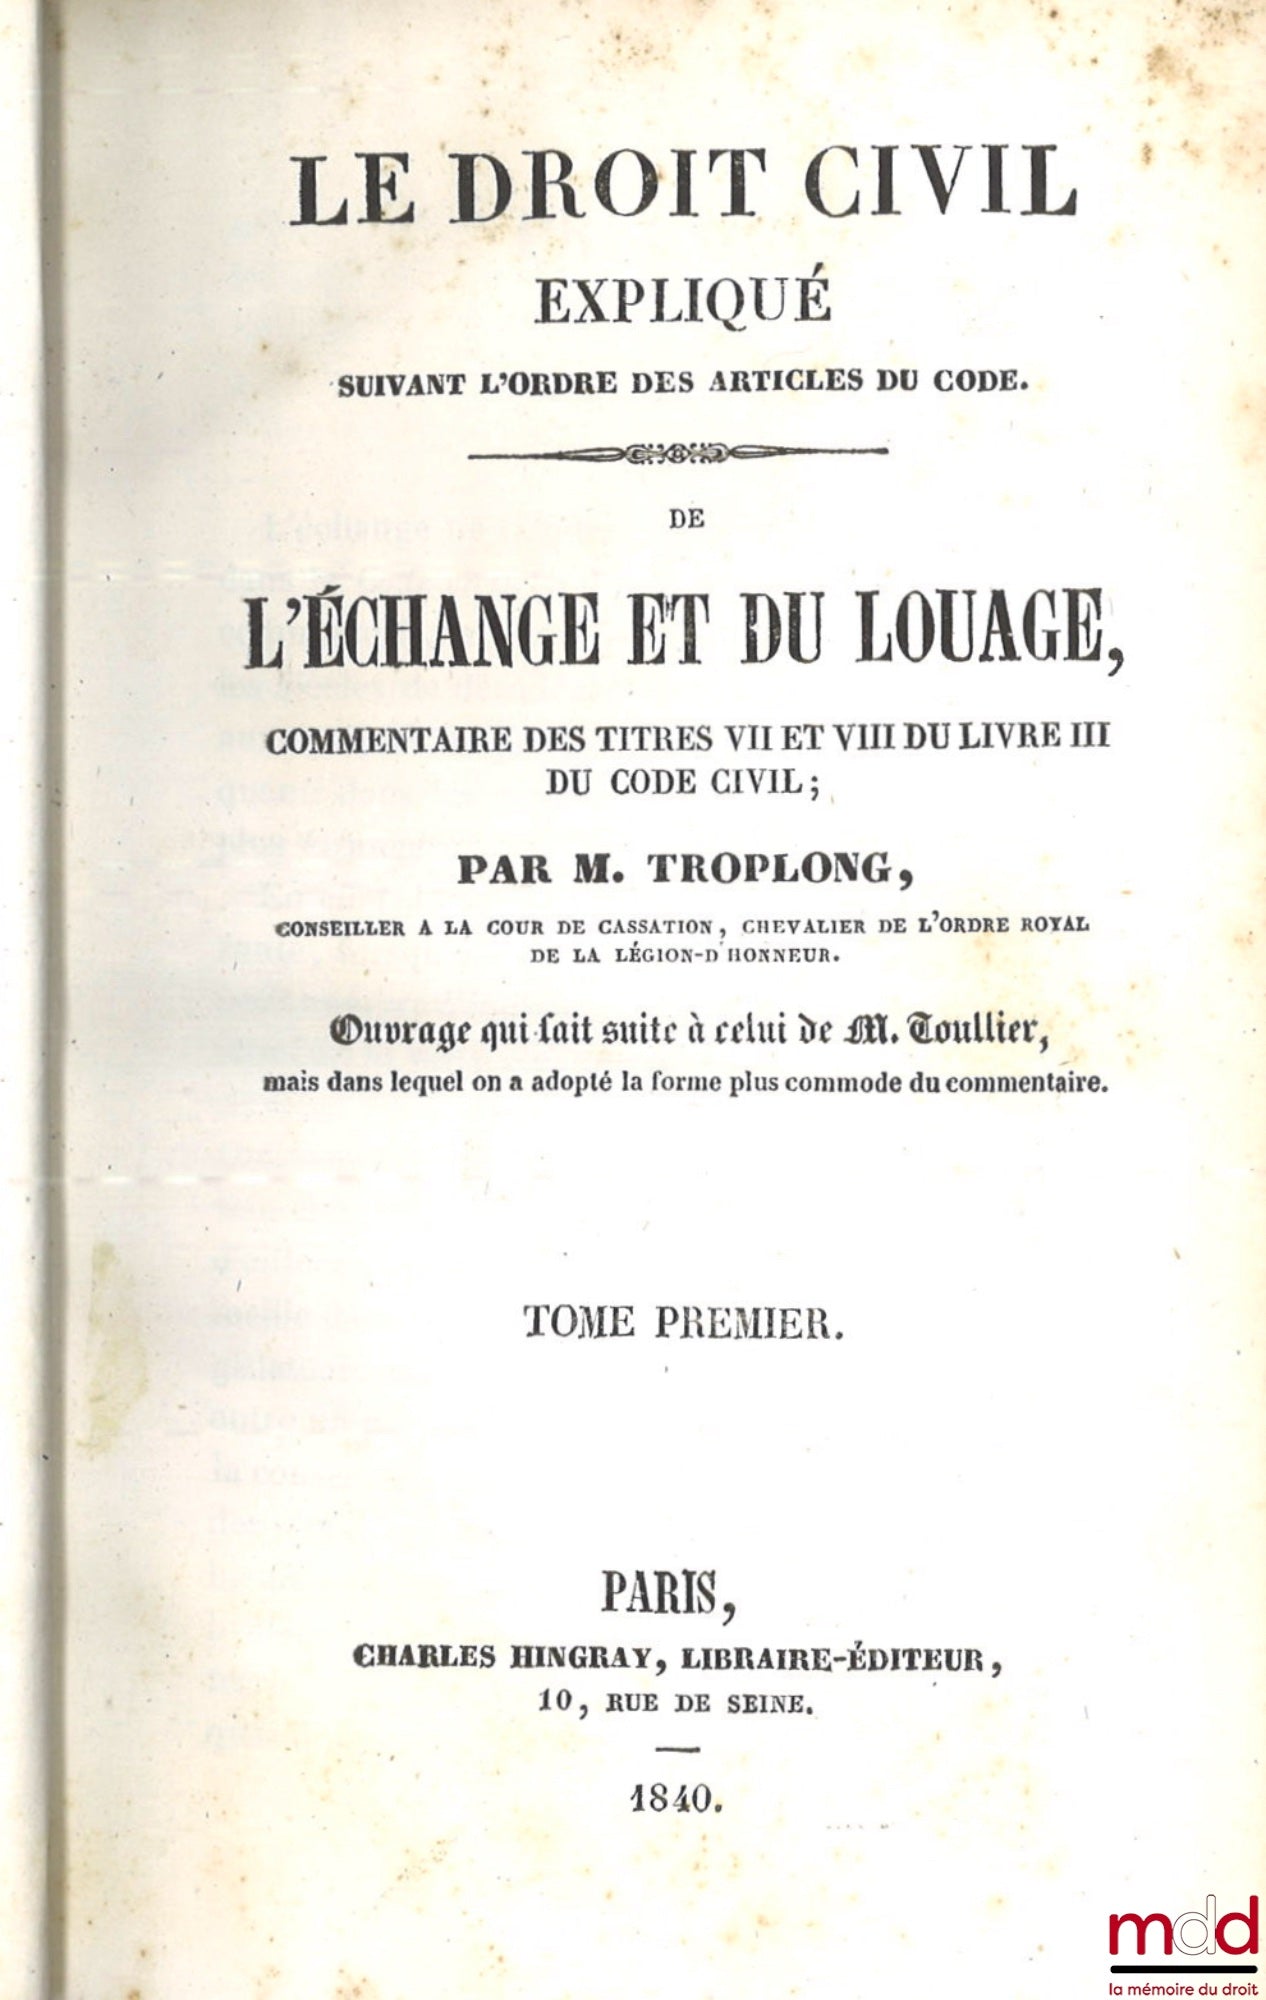 LE DROIT CIVIL
EXPLIQUÉ
SUIVANT L'ORDRE DES ARTICLES DU CODE.
DE
L'ÉCHANGE ET DU LOUAGE,
COMMENTAIRE DES TITRES VII ET VIII DU LIVRE III
DU CODE CIVIL;
PAR M. TROPLONG,
CONSEILLER A LA COUR DE CASSATION, CHEVALIER DE L'ORDRE ROYAL
DE LA LÉGION-D'HONNEUR.
Ouvrage qui fait suite à celui de M. Toullier,
mais dans lequel on a adopté la forme plus commode du commentaire.
TOME PREMIER.
PARIS,
CHARLES HINGRAY, LIBRAIRE-ÉDITEUR,
10, RUE DE SEINE.
1840.
mdd
la mémoire du droit